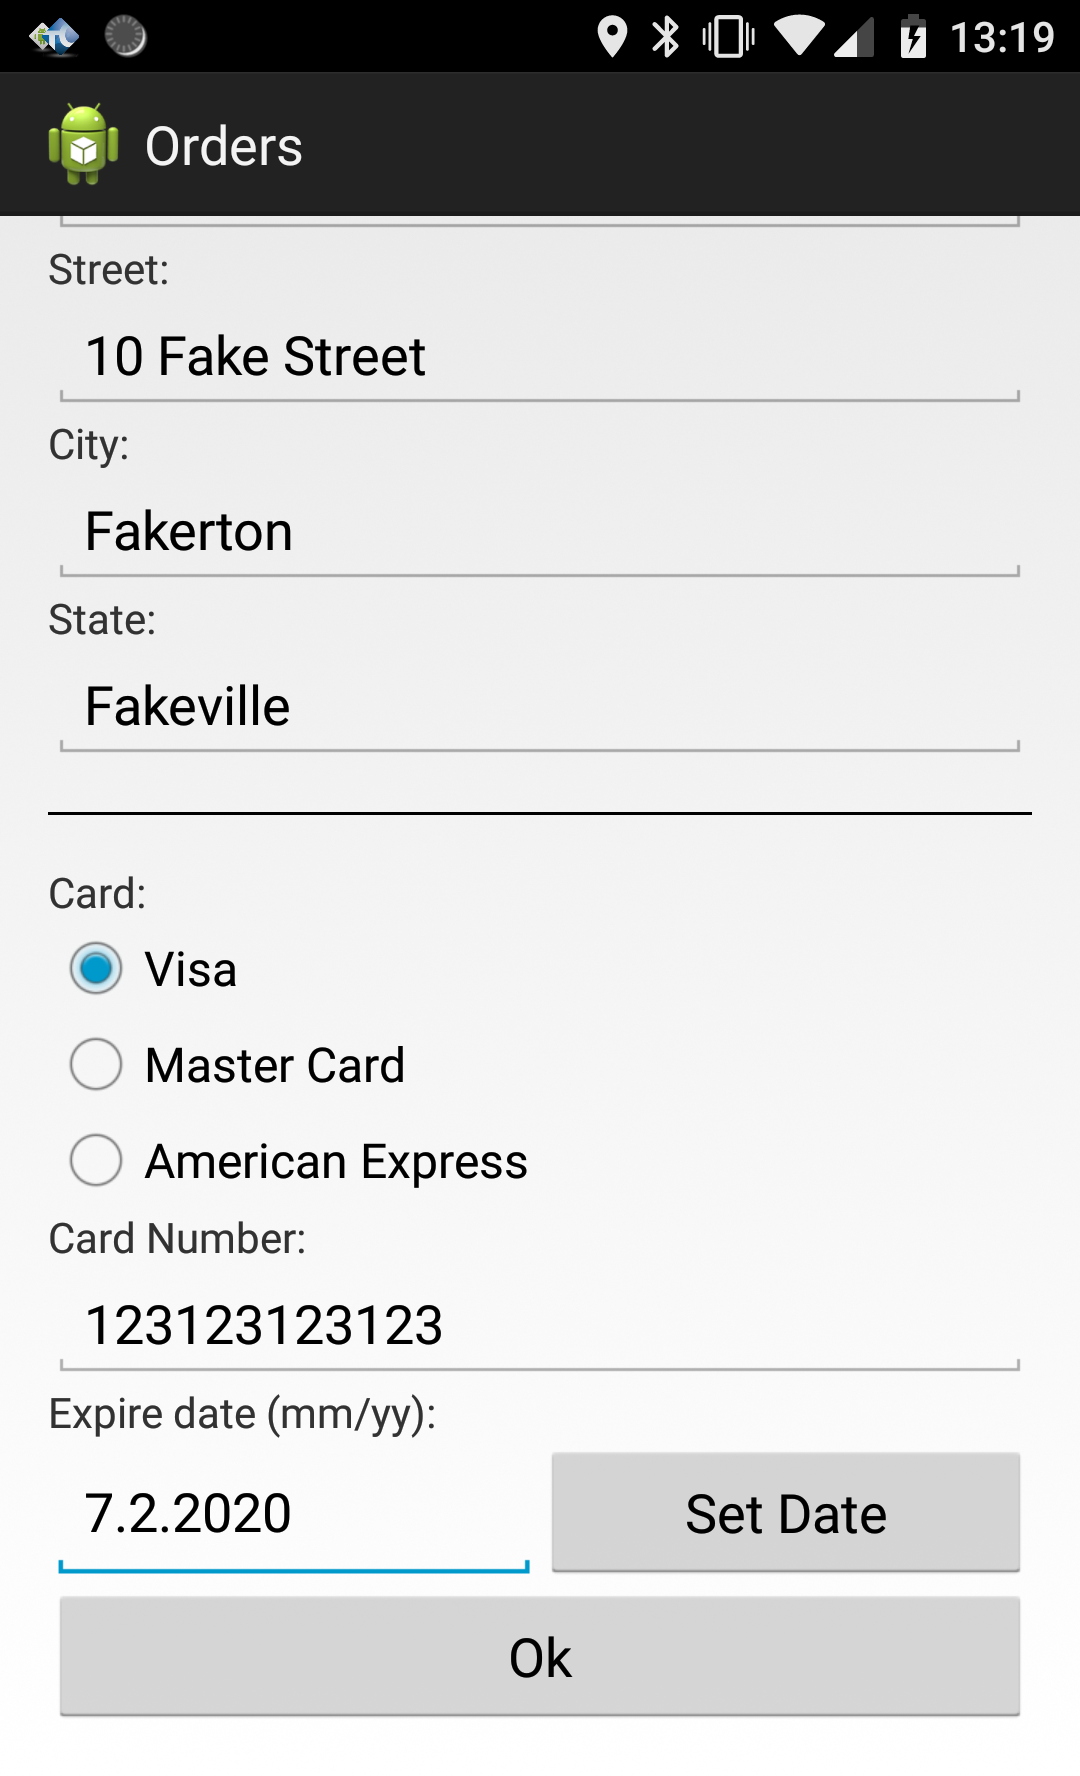 13:19
Orders
Street:
10 Fake Street
City:
Fakerton
State:
Fakeville
Card:
Visa
Master Card
American Express
Card Number:
123123123123
Expire date (mm/yy):
7.2.2020
Set Date
Ok